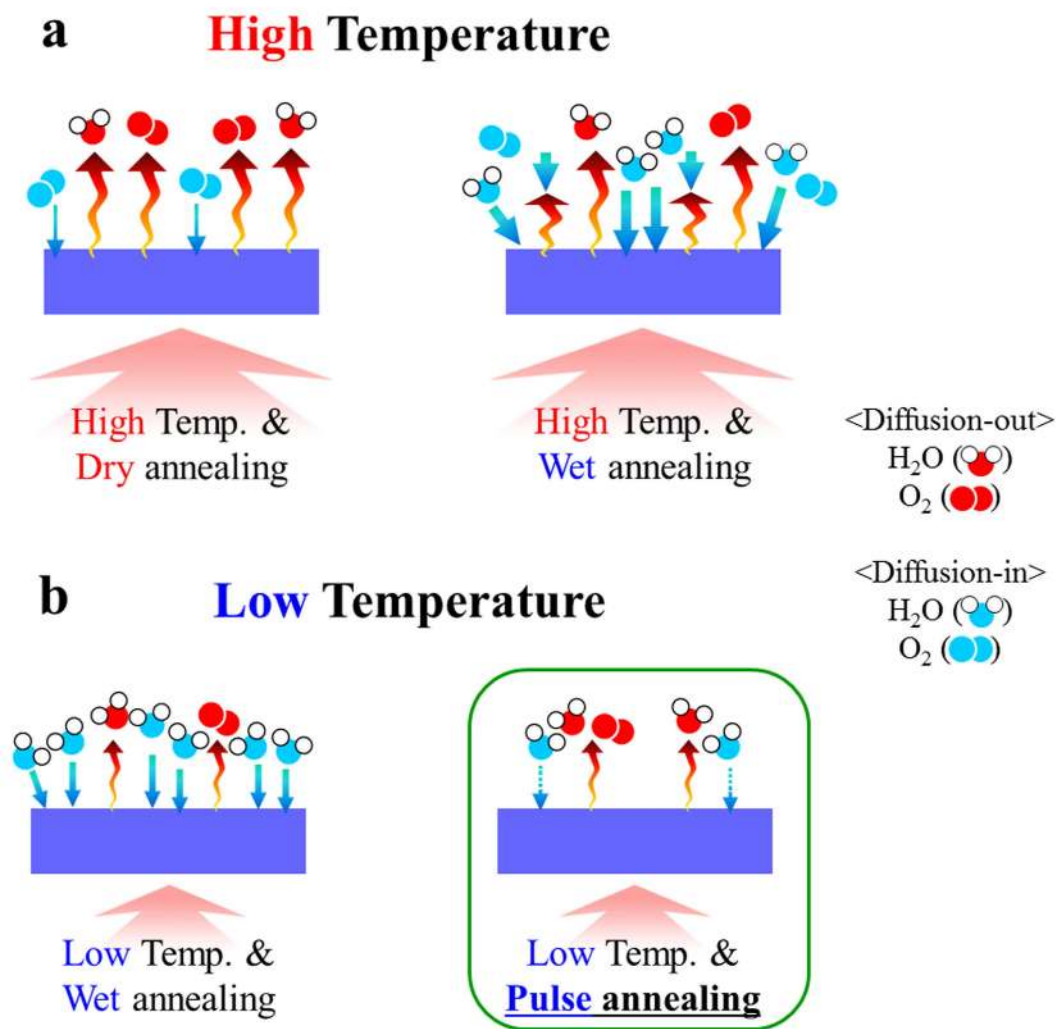 a High Temperature
High Temp. &
Dry annealing
High Temp. &
Wet annealing
<Diffusion-out>
H₂O ( )
O₂ ( )
<Diffusion-in>
H₂O ( )
O₂ ( )
b Low Temperature
Low Temp. &
Wet annealing
Low Temp. &
Pulse annealing